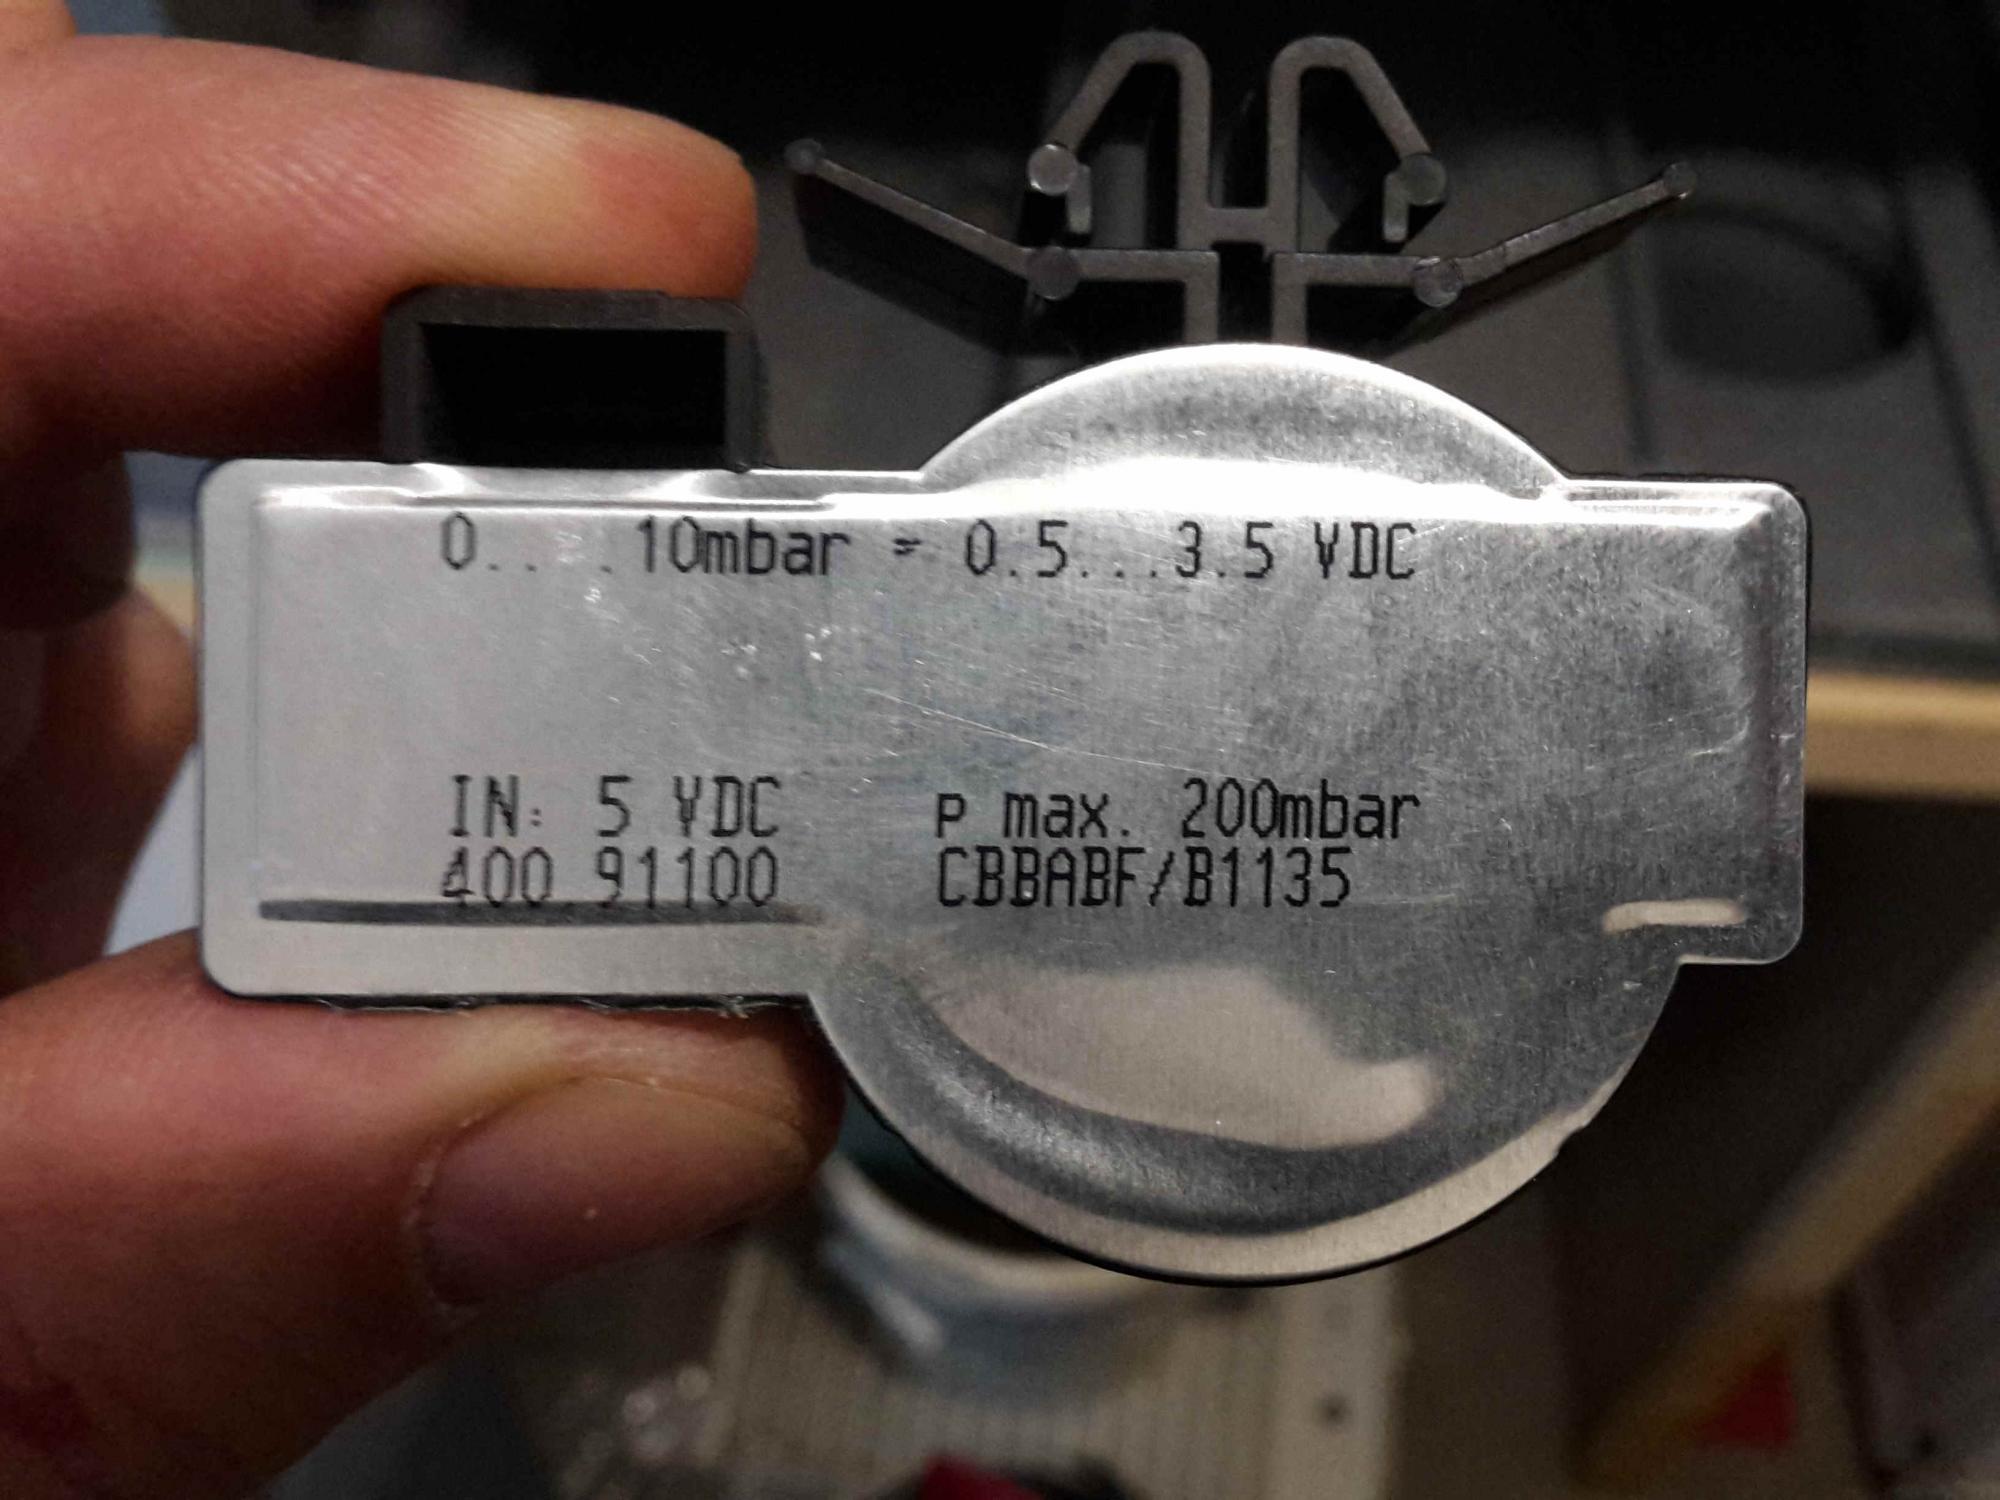 0....10mbar = 0.5...3.5 VDC
IN: 5 VDC p max. 200mbar
400.91100 CBBABF/B1135